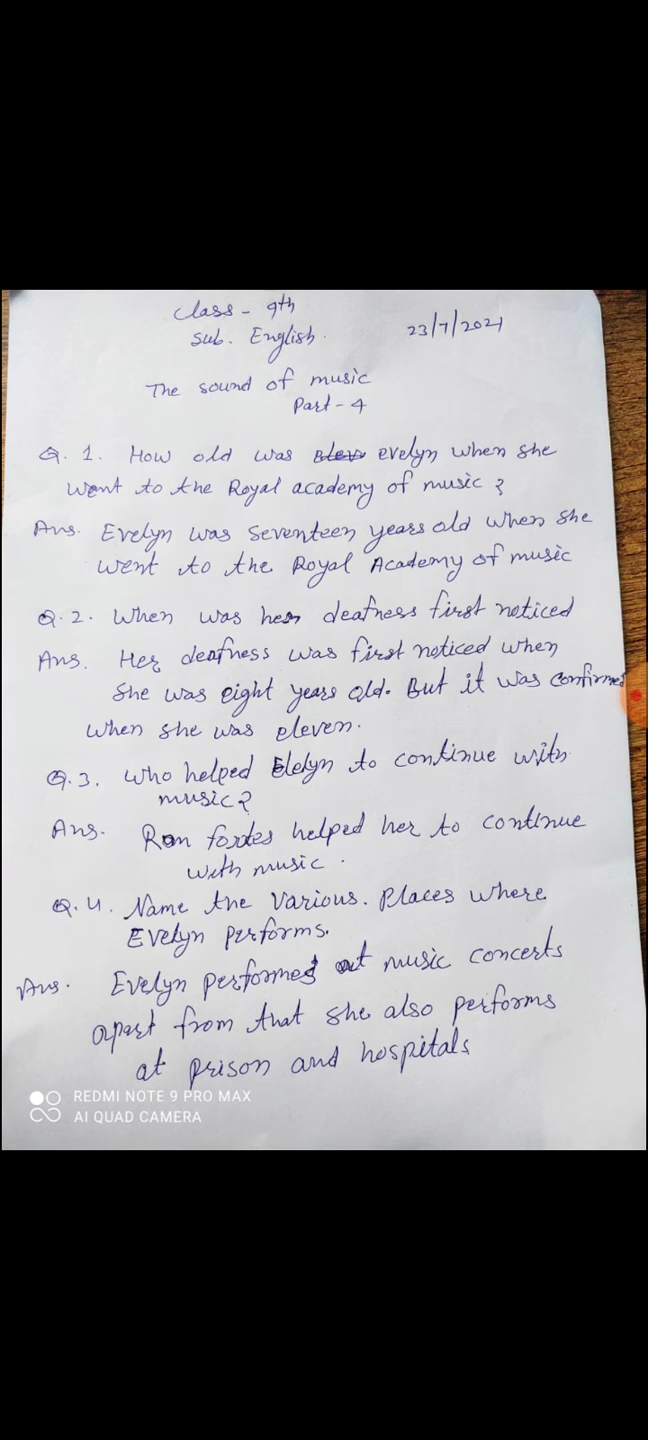 Class - 9th
Sub. English.
23/7/2021
The sound of music
Part - 4
Q. 1. How old was evelyn when she
went to the Royal academy of music ?
Ans. Evelyn was seventeen years old when she
went to the Royal Academy of music
Q. 2. When was her deafness first noticed
Ans. Her deafness was first noticed when
she was eight years old. But it was confirmed
when she was eleven.
Q. 3. Who helped Elelyn to continue with
music?
Ans. Ron fordes helped her to continue
with music.
Q. 4. Name the Various. Places where
Evelyn performs.
Ans. Evelyn performed at music concerts
apart from that she also performs
at prison and hospitals
REDMI NOTE 9 PRO MAX
AI QUAD CAMERA